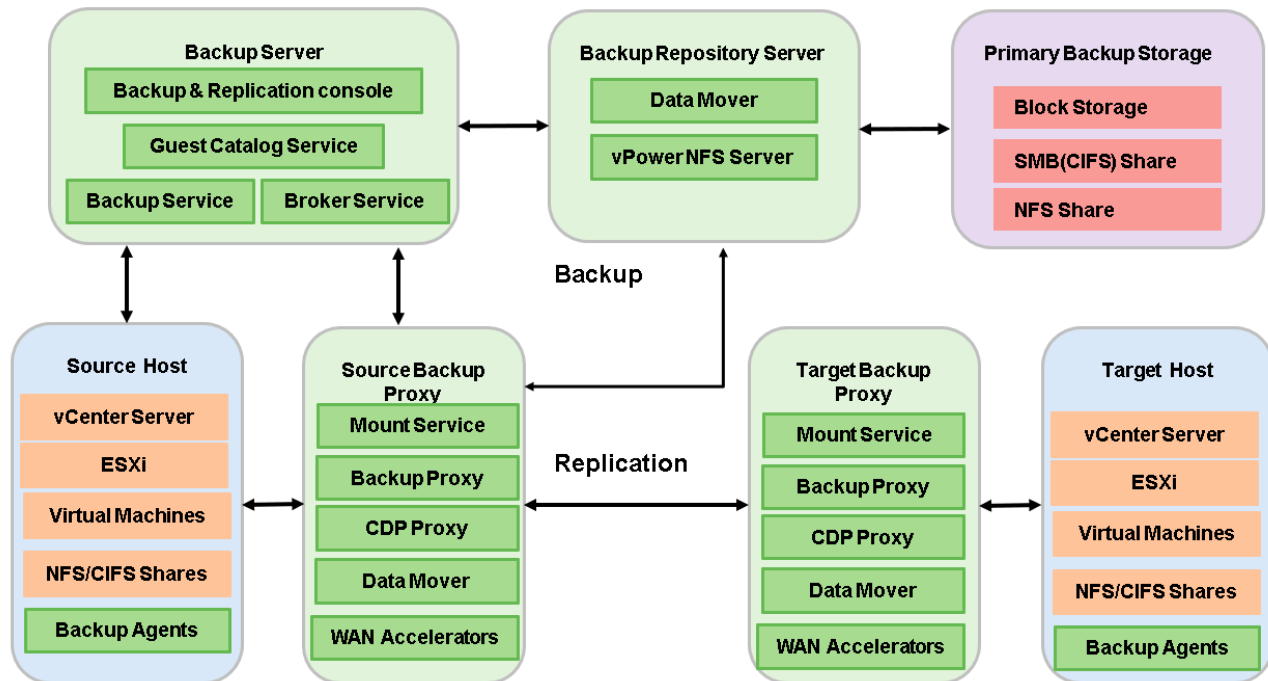 Backup Server
Backup & Replication console
Guest Catalog Service
Backup Service
Broker Service
Backup Repository Server
Data Mover
vPower NFS Server
Primary Backup Storage
Block Storage
SMB(CIFS) Share
NFS Share
Backup
Replication
Source Host
vCenter Server
ESXi
Virtual Machines
NFS/CIFS Shares
Backup Agents
Source Backup
Proxy
Mount Service
Backup Proxy
CDP Proxy
Data Mover
WAN Accelerators
Target Backup
Proxy
Mount Service
Backup Proxy
CDP Proxy
Data Mover
WAN Accelerators
Target Host
vCenter Server
ESXi
Virtual Machines
NFS/CIFS Shares
Backup Agents